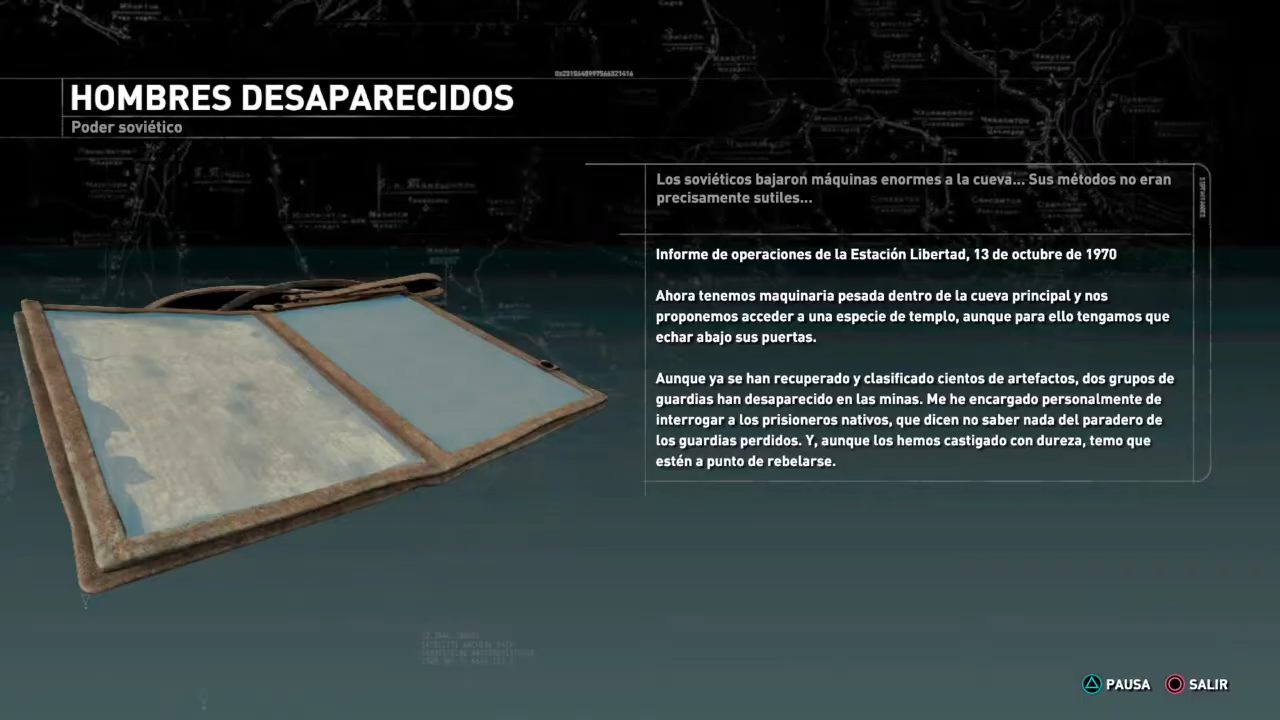 HOMBRES DESAPARECIDOS
Poder soviético
Los soviéticos bajaron máquinas enormes a la cueva... Sus métodos no eran
precisamente sutiles...
Informe de operaciones de la Estación Libertad, 13 de octubre de 1970
Ahora tenemos maquinaria pesada dentro de la cueva principal y nos
proponemos acceder a una especie de templo, aunque para ello tengamos que
echar abajo sus puertas.
Aunque ya se han recuperado y clasificado cientos de artefactos, dos grupos de
guardias han desaparecido en las minas. Me he encargado personalmente de
interrogar a los prisioneros nativos, que dicen no saber nada del paradero de
los guardias perdidos. Y, aunque los hemos castigado con dureza, temo que
estén a punto de rebelarse.
PAUSA
SALIR